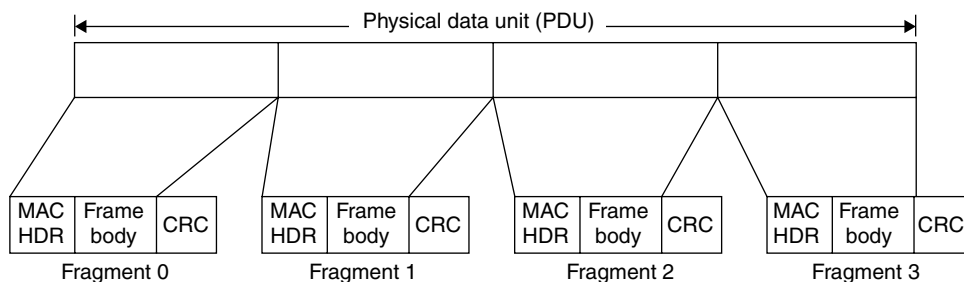 Physical data unit (PDU)
MAC HDR Frame body CRC
MAC HDR Frame body CRC
MAC HDR Frame body CRC
MAC HDR Frame body CRC
Fragment 0 Fragment 1 Fragment 2 Fragment 3